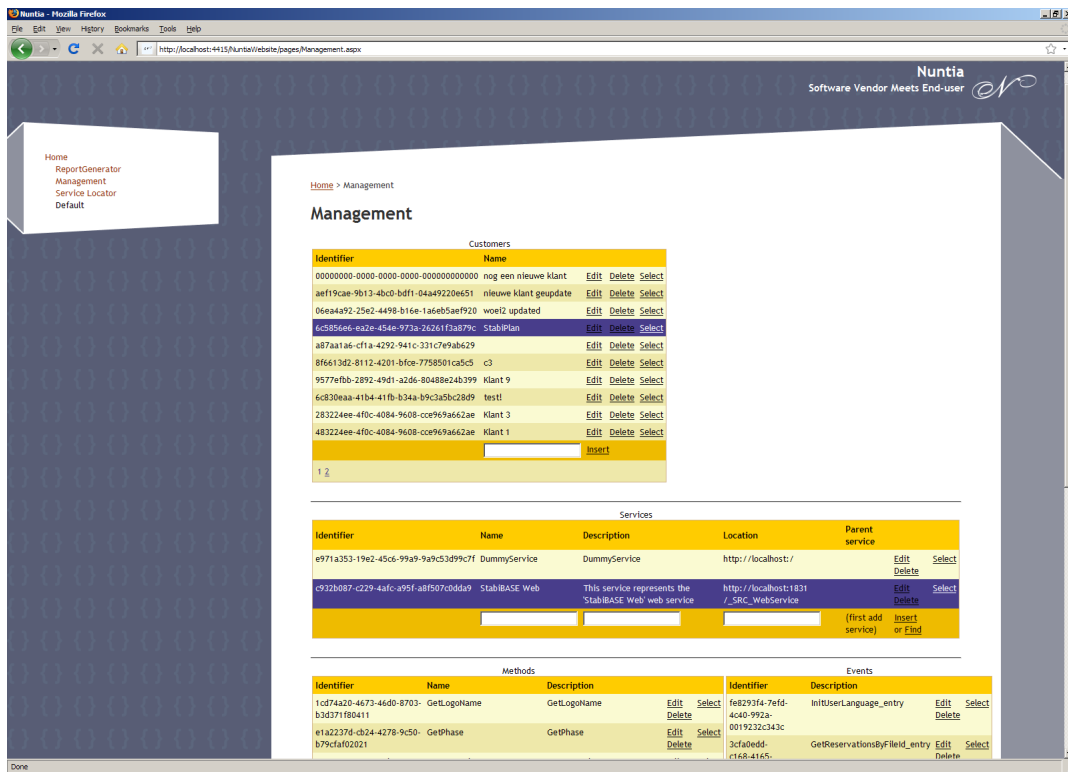 Nuntia - Mozilla Firefox
File Edit View History Bookmarks Tools Help
http://localhost:4415/NuntiaWebsite/pages/Management.aspx
Nuntia
Software Vendor Meets End-user
Home
ReportGenerator
Management
Service Locator
Default
Home > Management
Management
Customers
Identifier Name
00000000-0000-0000-0000-000000000000 nog een nieuwe klant Edit Delete Select
aef19cae-9b13-4bc0-bdf1-04a49220e651 nieuwe klant geupdate Edit Delete Select
06ea4a92-25e2-4498-b16e-1a6eb5aef920 woei2 updated Edit Delete Select
6c5856e6-ea2e-454e-973a-26261f3a879c StabiPlan Edit Delete Select
a87aa1a6-cf1a-4292-941c-331c7e9ab629 Edit Delete Select
8f6613d2-8112-4201-bfce-7758501ca5c5 c3 Edit Delete Select
9577efbb-2892-49d1-a2d6-80488e24b399 Klant 9 Edit Delete Select
6c830eaa-41b4-41fb-b34a-b9c3a5bc28d9 test! Edit Delete Select
283224ee-4f0c-4084-9608-cce969a662ae Klant 3 Edit Delete Select
483224ee-4f0c-4084-9608-cce969a662ae Klant 1 Edit Delete Select
Insert
1 2
Services
Identifier Name Description Location Parent service
e971a353-19e2-45c6-99a9-9a9c53d99c7f DummyService DummyService http://localhost:/ Edit Select
Delete
c932b087-c229-4afc-a95f-a8f507c0dda9 StabiBASE Web This service represents the http://localhost:1831 Edit Select
'StabiBASE Web' web service /_SRC_WebService Delete
(first add Insert
service) or Find
Methods Events
Identifier Name Description Identifier Description
1cd74a20-4673-46d0-8703- GetLogoName GetLogoName Edit Select fe8293f4-7efd- InitUserLanguage_entry Edit Select
b3d371f80411 Delete 4c40-992a- Delete
0019232c343c
e1a2237d-cb24-4278-9c50- GetPhase GetPhase Edit Select
b79cfaf02021 Delete 3cfa0edd- GetReservationsByFileId_entry Edit Select
c168-4165- Delete
Done